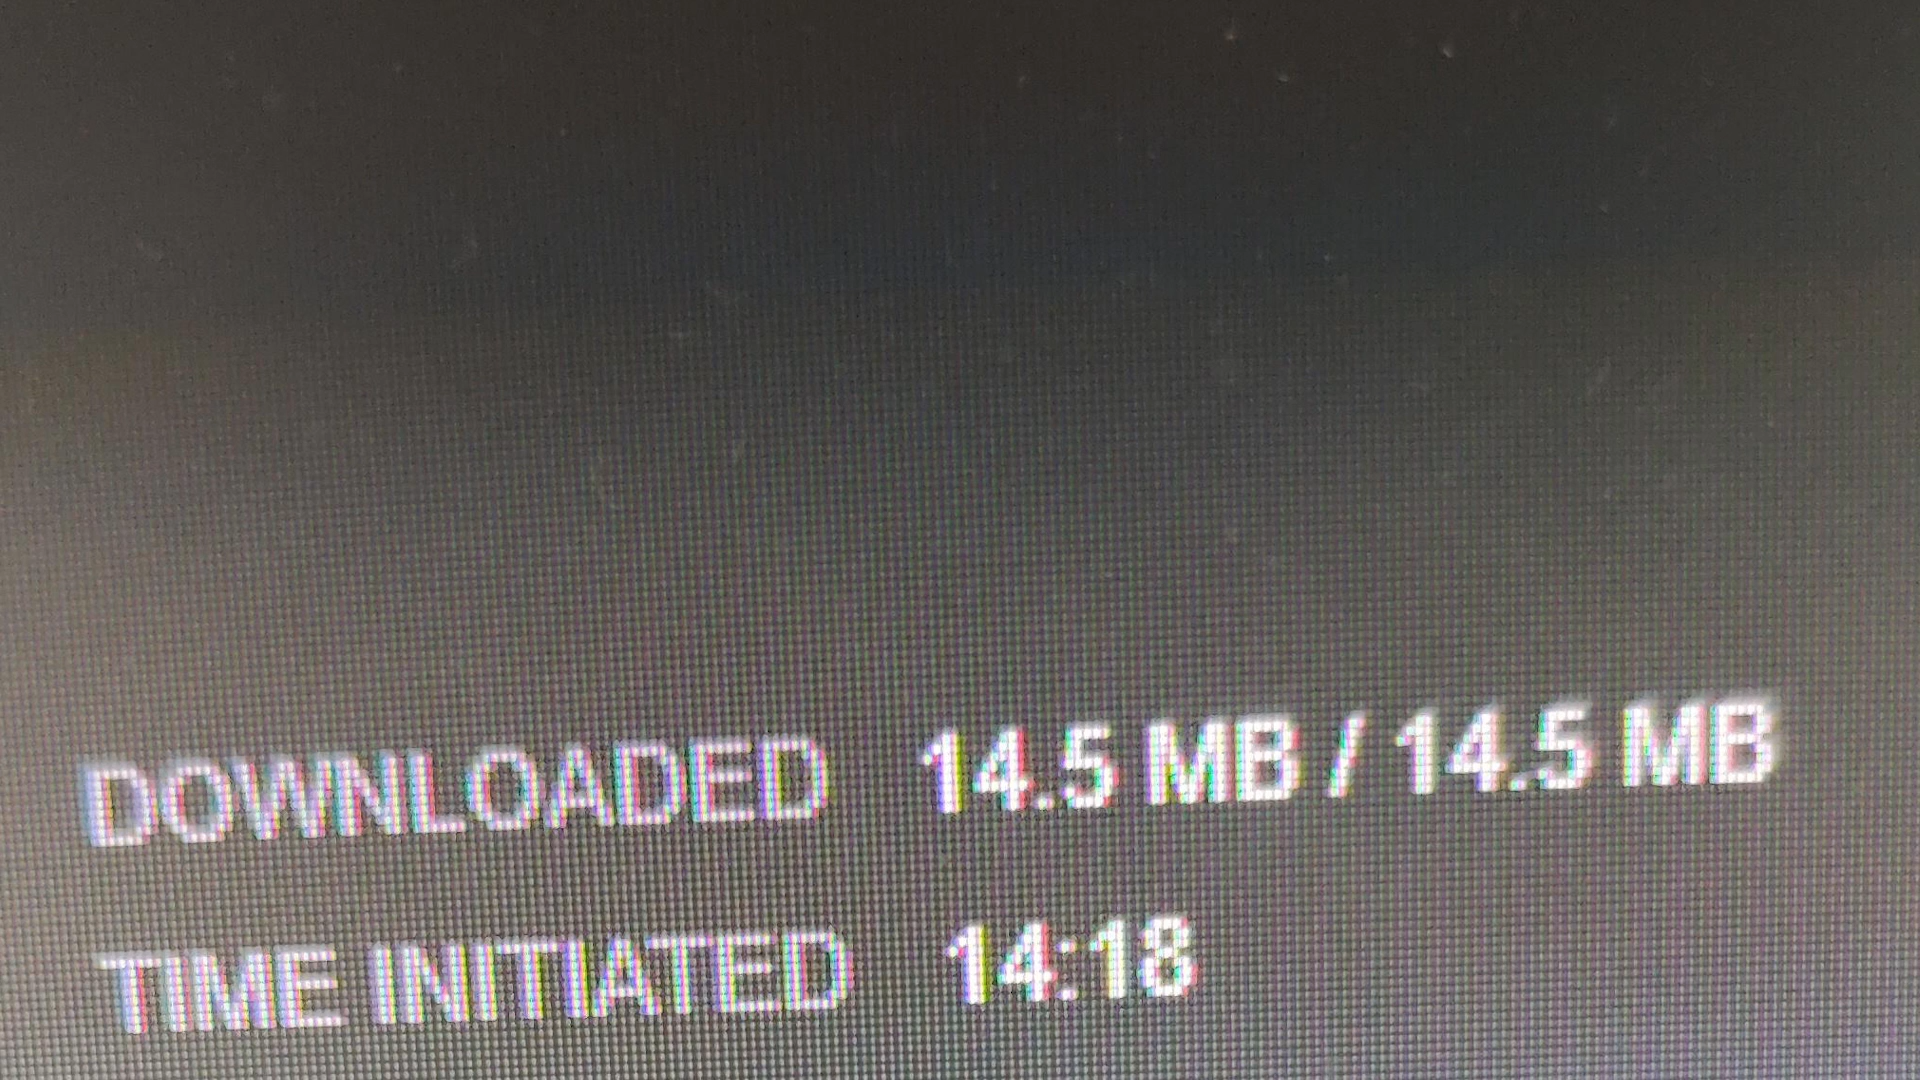 DOWNLOADED 14.5 MB / 14.5 MB
TIME INITIATED 14:18